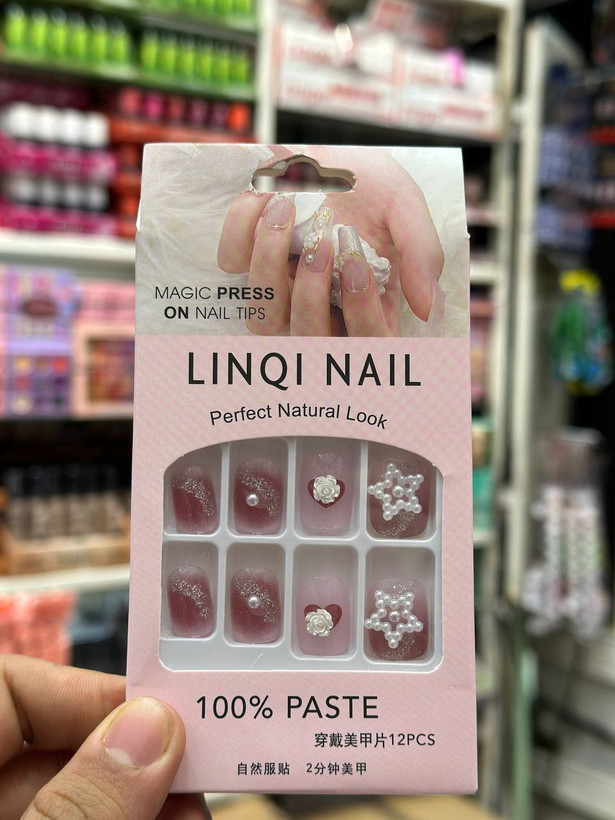 MAGIC PRESS
ON NAIL TIPS
LINQI NAIL
Perfect Natural Look
100% PASTE
穿戴美甲片12PCS
自然服贴 2分钟美甲